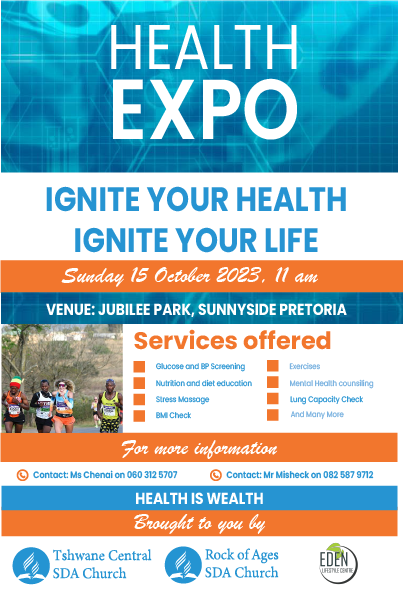 HEALTH
EXPO
IGNITE YOUR HEALTH
IGNITE YOUR LIFE
Sunday 15 October 2023, 11 am
VENUE: JUBILEE PARK, SUNNYSIDE PRETORIA
Services offered
Glucose and BP Screening
Nutrition and diet education
Stress Massage
BMI Check
Exercises
Mental Health counsiling
Lung Capacity Check
And Many More
For more information
Contact: Ms Chenai on 060 312 5707
Contact: Mr Misheck on 082 587 9712
HEALTH IS WEALTH
Brought to you by
Tshwane Central
SDA Church
Rock of Ages
SDA Church
EDEN
LIFESTYLE CENTRE